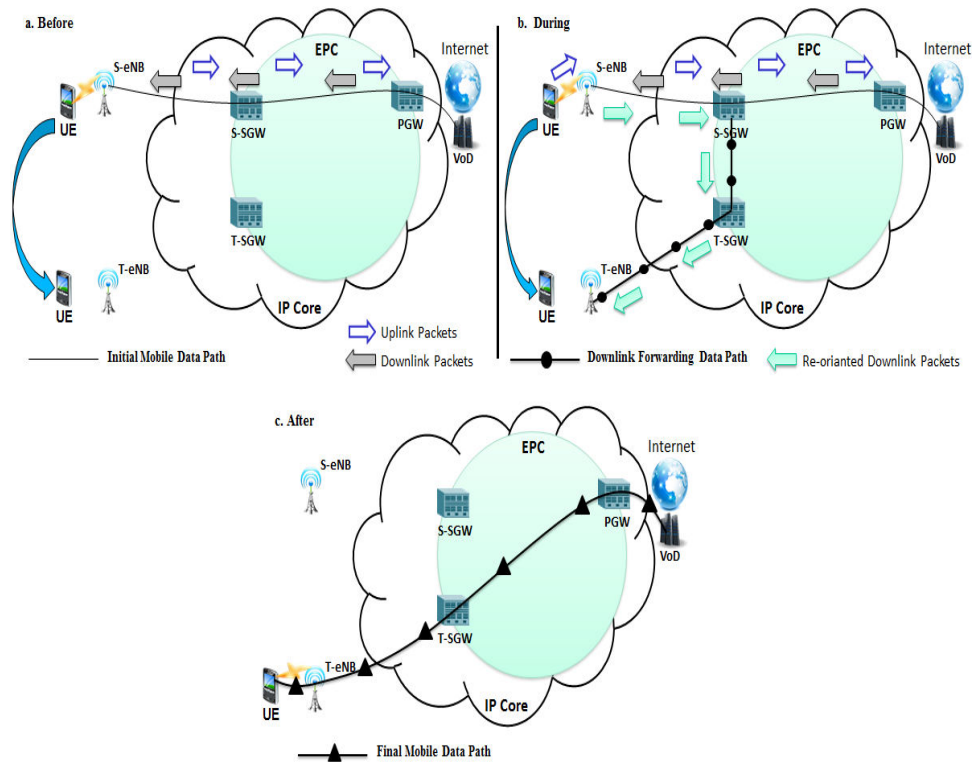 a. Before
EPC
Internet
S-eNB
UE
S-SGW
PGW
VoD
T-SGW
T-eNB
UE
IP Core
Uplink Packets
Downlink Packets
Initial Mobile Data Path
b. During
EPC
Internet
S-eNB
UE
S-SGW
PGW
VoD
T-SGW
T-eNB
UE
IP Core
Downlink Forwarding Data Path
Re-orianted Downlink Packets
c. After
EPC
Internet
S-eNB
S-SGW
PGW
VoD
T-SGW
T-eNB
UE
IP Core
Final Mobile Data Path